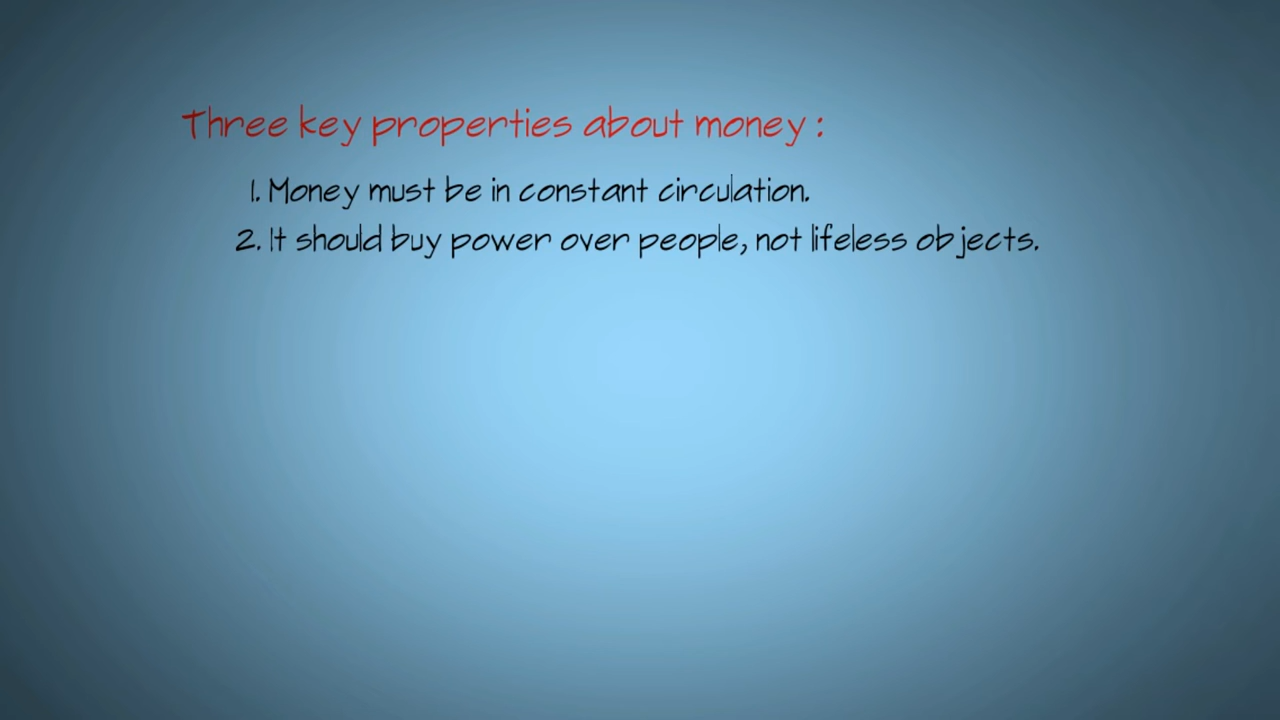 Three key properties about money :
1. Money must be in constant circulation.
2. It should buy power over people, not lifeless objects.